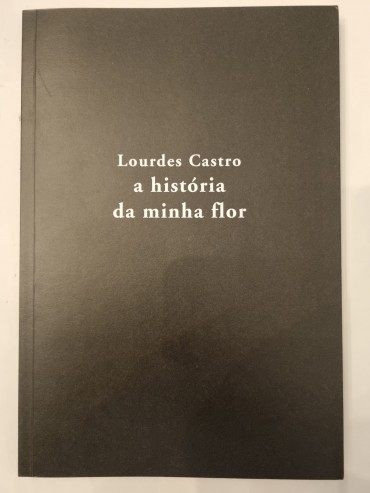 Lourdes Castro
a história
da minha flor